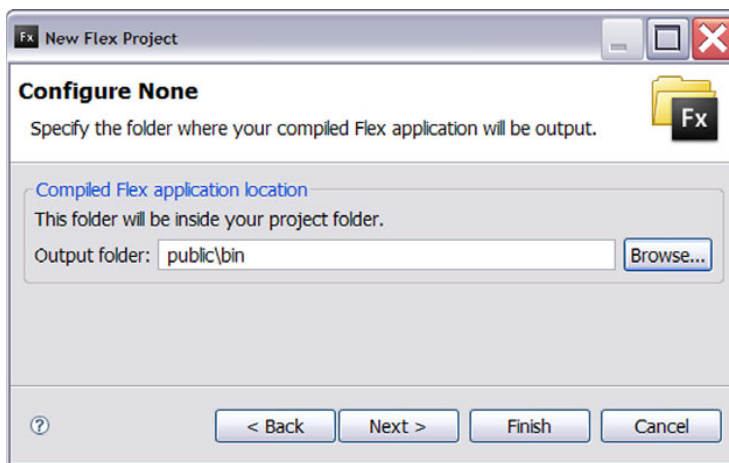 Fx New Flex Project
Configure None
Specify the folder where your compiled Flex application will be output.
Fx
Compiled Flex application location
This folder will be inside your project folder.
Output folder: public\bin Browse...
? < Back Next > Finish Cancel